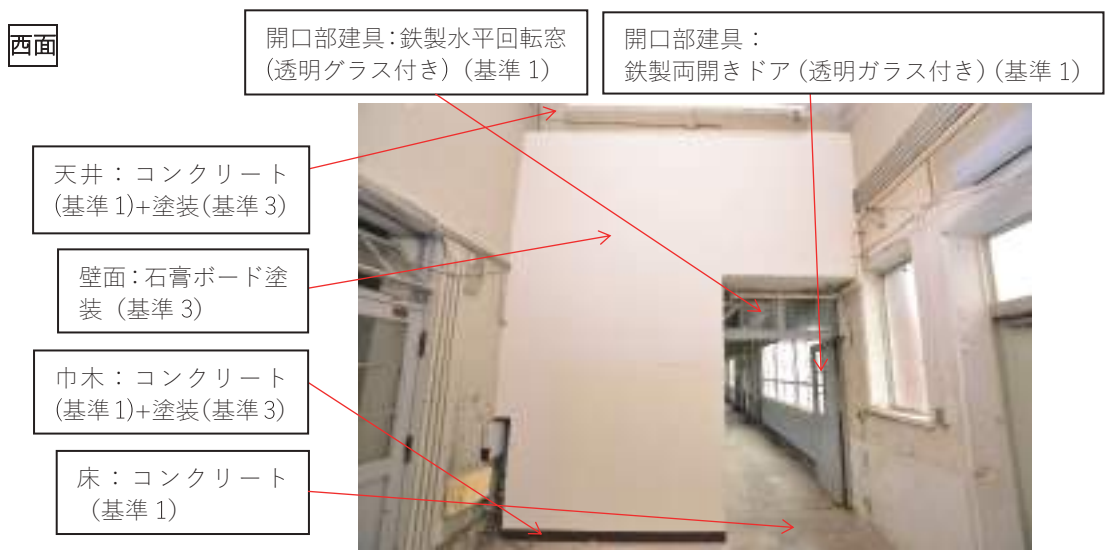 西面
開口部建具：鉄製水平回転窓
(透明グラス付き) (基準 1)
開口部建具：
鉄製両開きドア (透明ガラス付き) (基準 1)
天井：コンクリート
(基準 1)+塗装(基準 3)
壁面：石膏ボード塗
装 (基準 3)
巾木：コンクリート
(基準 1)+塗装(基準 3)
床：コンクリート
(基準 1)